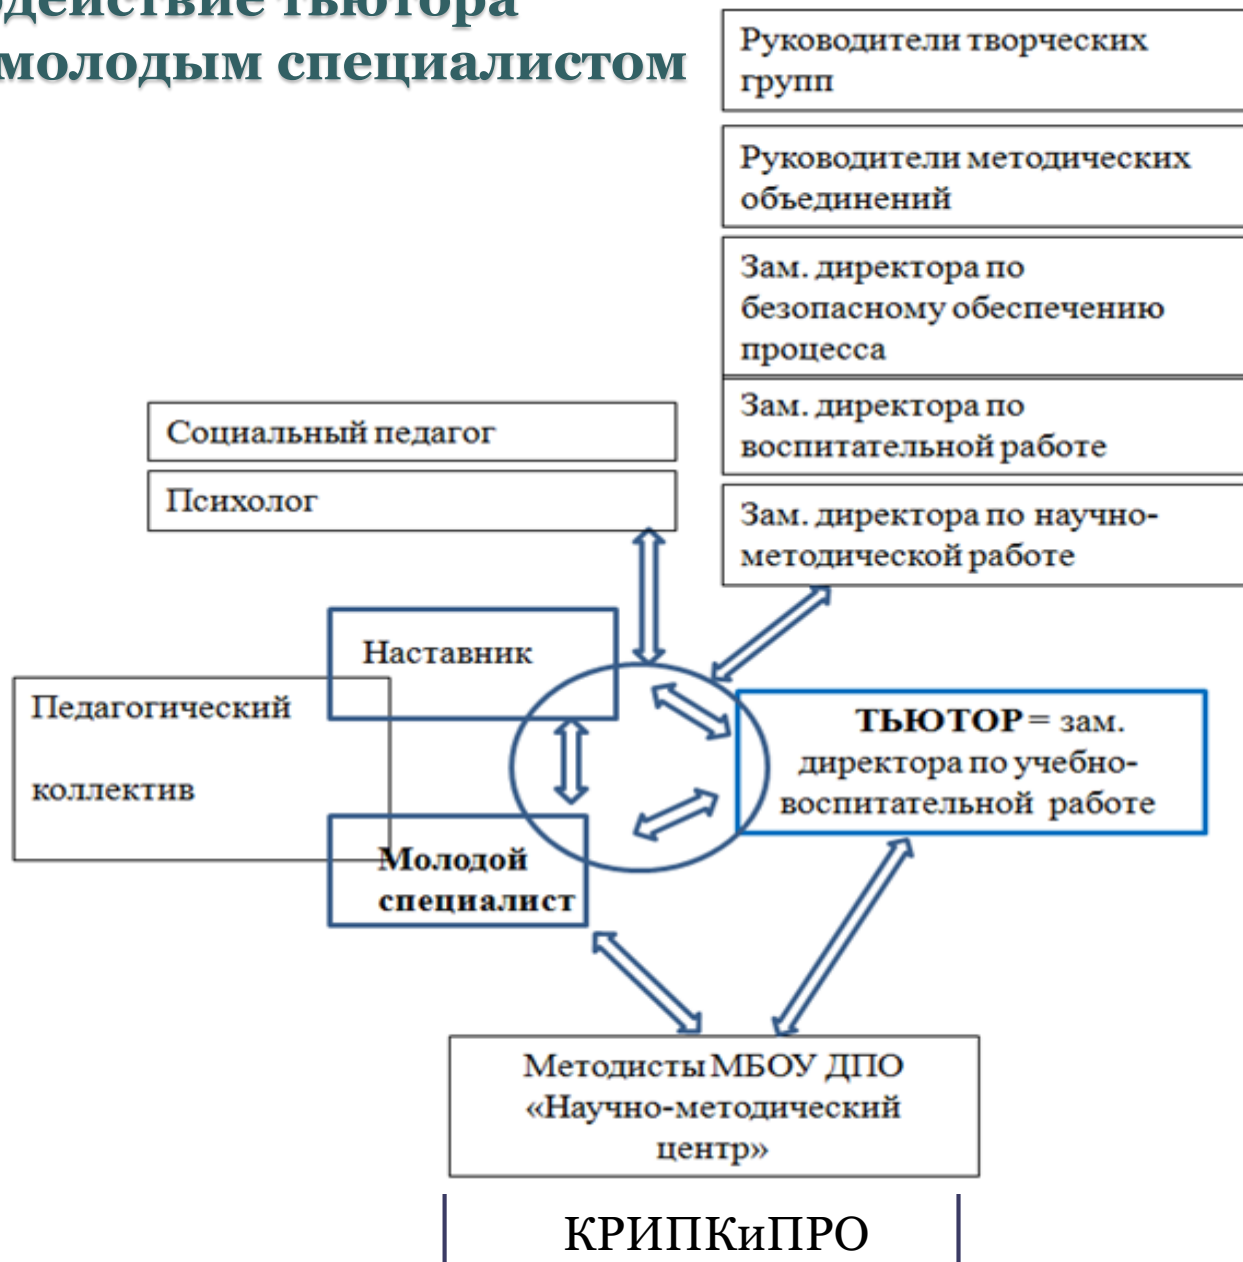 действие тьютора
молодым специалистом
Руководители творческих
групп
Руководители методических
объединений
Зам. директора по
безопасному обеспечению
процесса
Зам. директора по
воспитательной работе
Зам. директора по научно-
методической работе
Социальный педагог
Психолог
Наставник
Педагогический
коллектив
ТЬЮТОР = зам.
директора по учебно-
воспитательной работе
Молодой
специалист
Методисты МБОУ ДПО
«Научно-методический
центр»
КРИПКиПРО